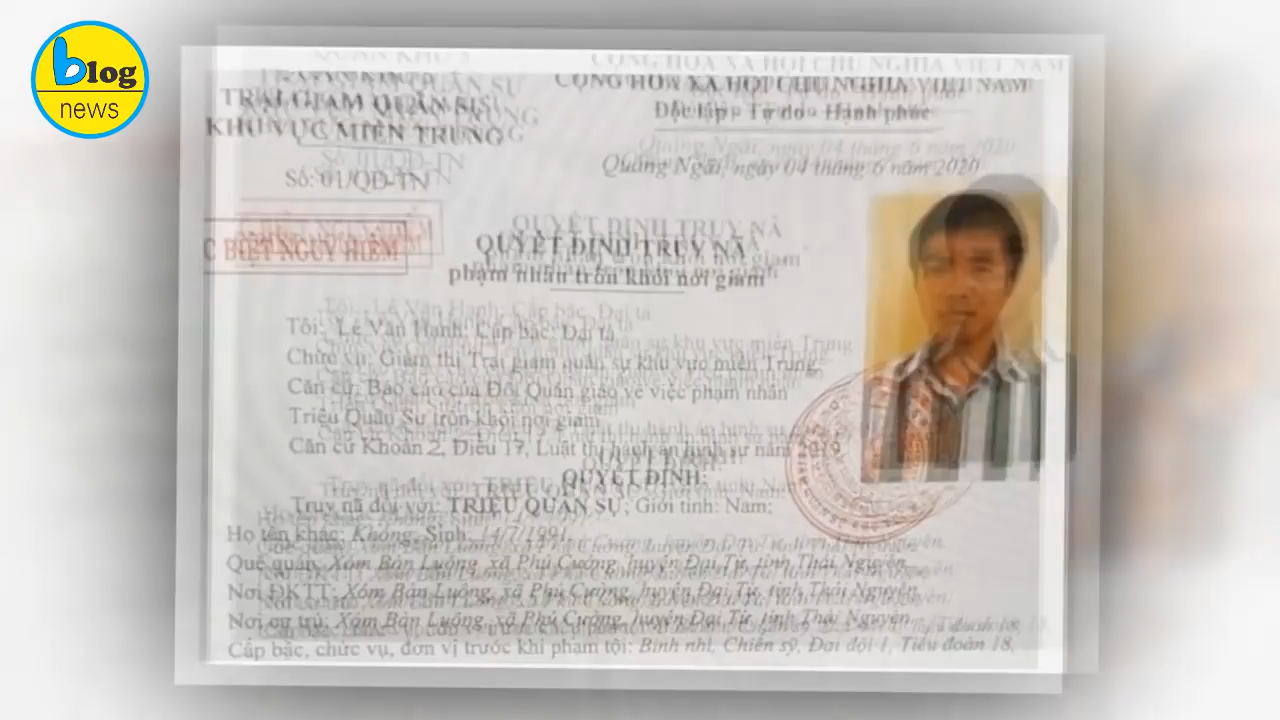 blog
news
CỘNG HÒA XÃ HỘI CHỦ NGHĨA VIỆT NAM
TRẠI GIAM QUÂN SỰ
Độc lập - Tự do - Hạnh phúc
KHU VỰC MIỀN TRUNG
Quảng Ngãi, ngày 04 tháng 6 năm 2020
Số: 01/QĐ-TN
QUYẾT ĐỊNH TRUY NÃ
C BIỆT NGUY HIỂM
phạm nhân trốn khỏi nơi giam
Tôi: Lê Văn Hạnh; Cấp bậc: Đại tá
Chức vụ: Giám thị Trại giam quân sự khu vực miền Trung;
Căn cứ: Báo cáo của Đội Quản giáo về việc phạm nhân
Triệu Quân Sự trốn khỏi nơi giam
Căn cứ Khoản 2, Điều 17, Luật thi hành án hình sự năm 2019
QUYẾT ĐỊNH:
Truy nã đối với: TRIỆU QUÂN SỰ; Giới tính: Nam;
Họ tên khác: Không, Sinh: 14/7/1991,
Quê quán: Xóm Bán Luông, xã Phú Cường, huyện Đại Từ, tỉnh Thái Nguyên
Nơi ĐKTT: Xóm Bán Luông, xã Phú Cường, huyện Đại Từ, tỉnh Thái Nguyên
Nơi cư trú: Xóm Bán Luông, xã Phú Cường, huyện Đại Từ, tỉnh Thái Nguyên
Cấp bậc, chức vụ, đơn vị trước khi phạm tội: Binh nhì, Chiến sỹ, Đại đội 1, Tiểu đoàn 18,